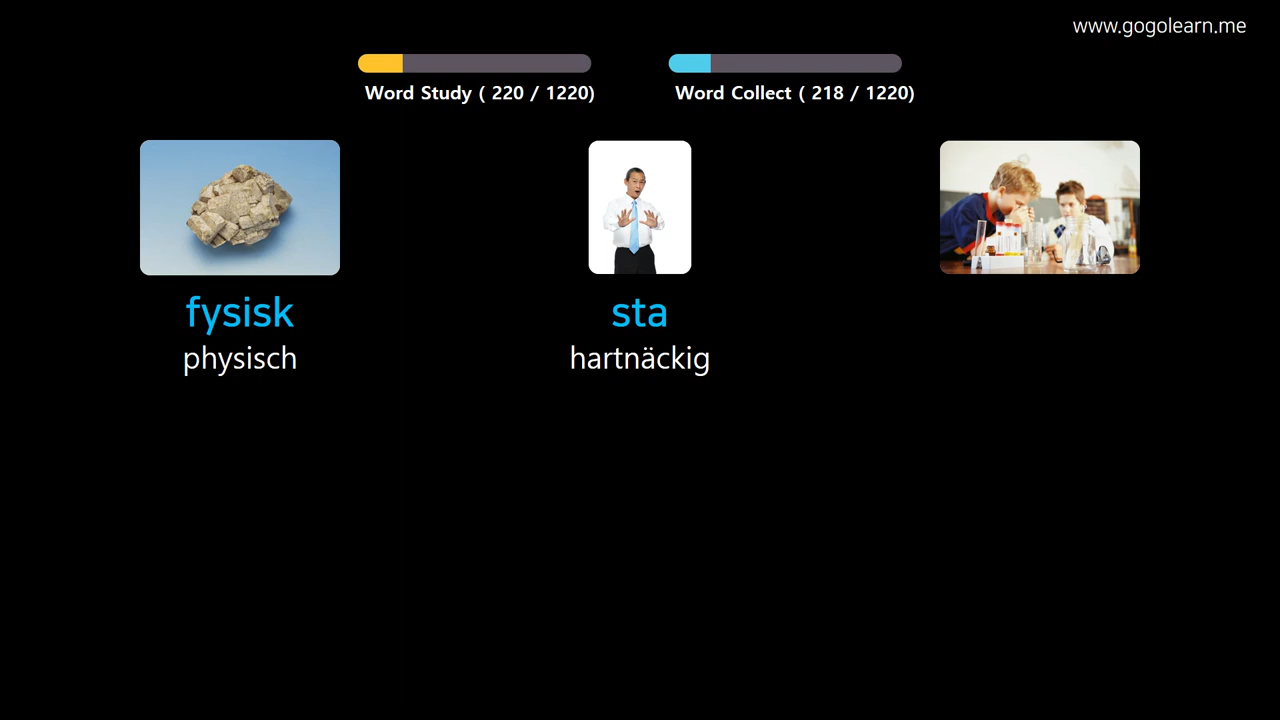 www.gogolearn.me
Word Study ( 220 / 1220)
Word Collect ( 218 / 1220)
fysisk
physisch
sta
hartnäckig